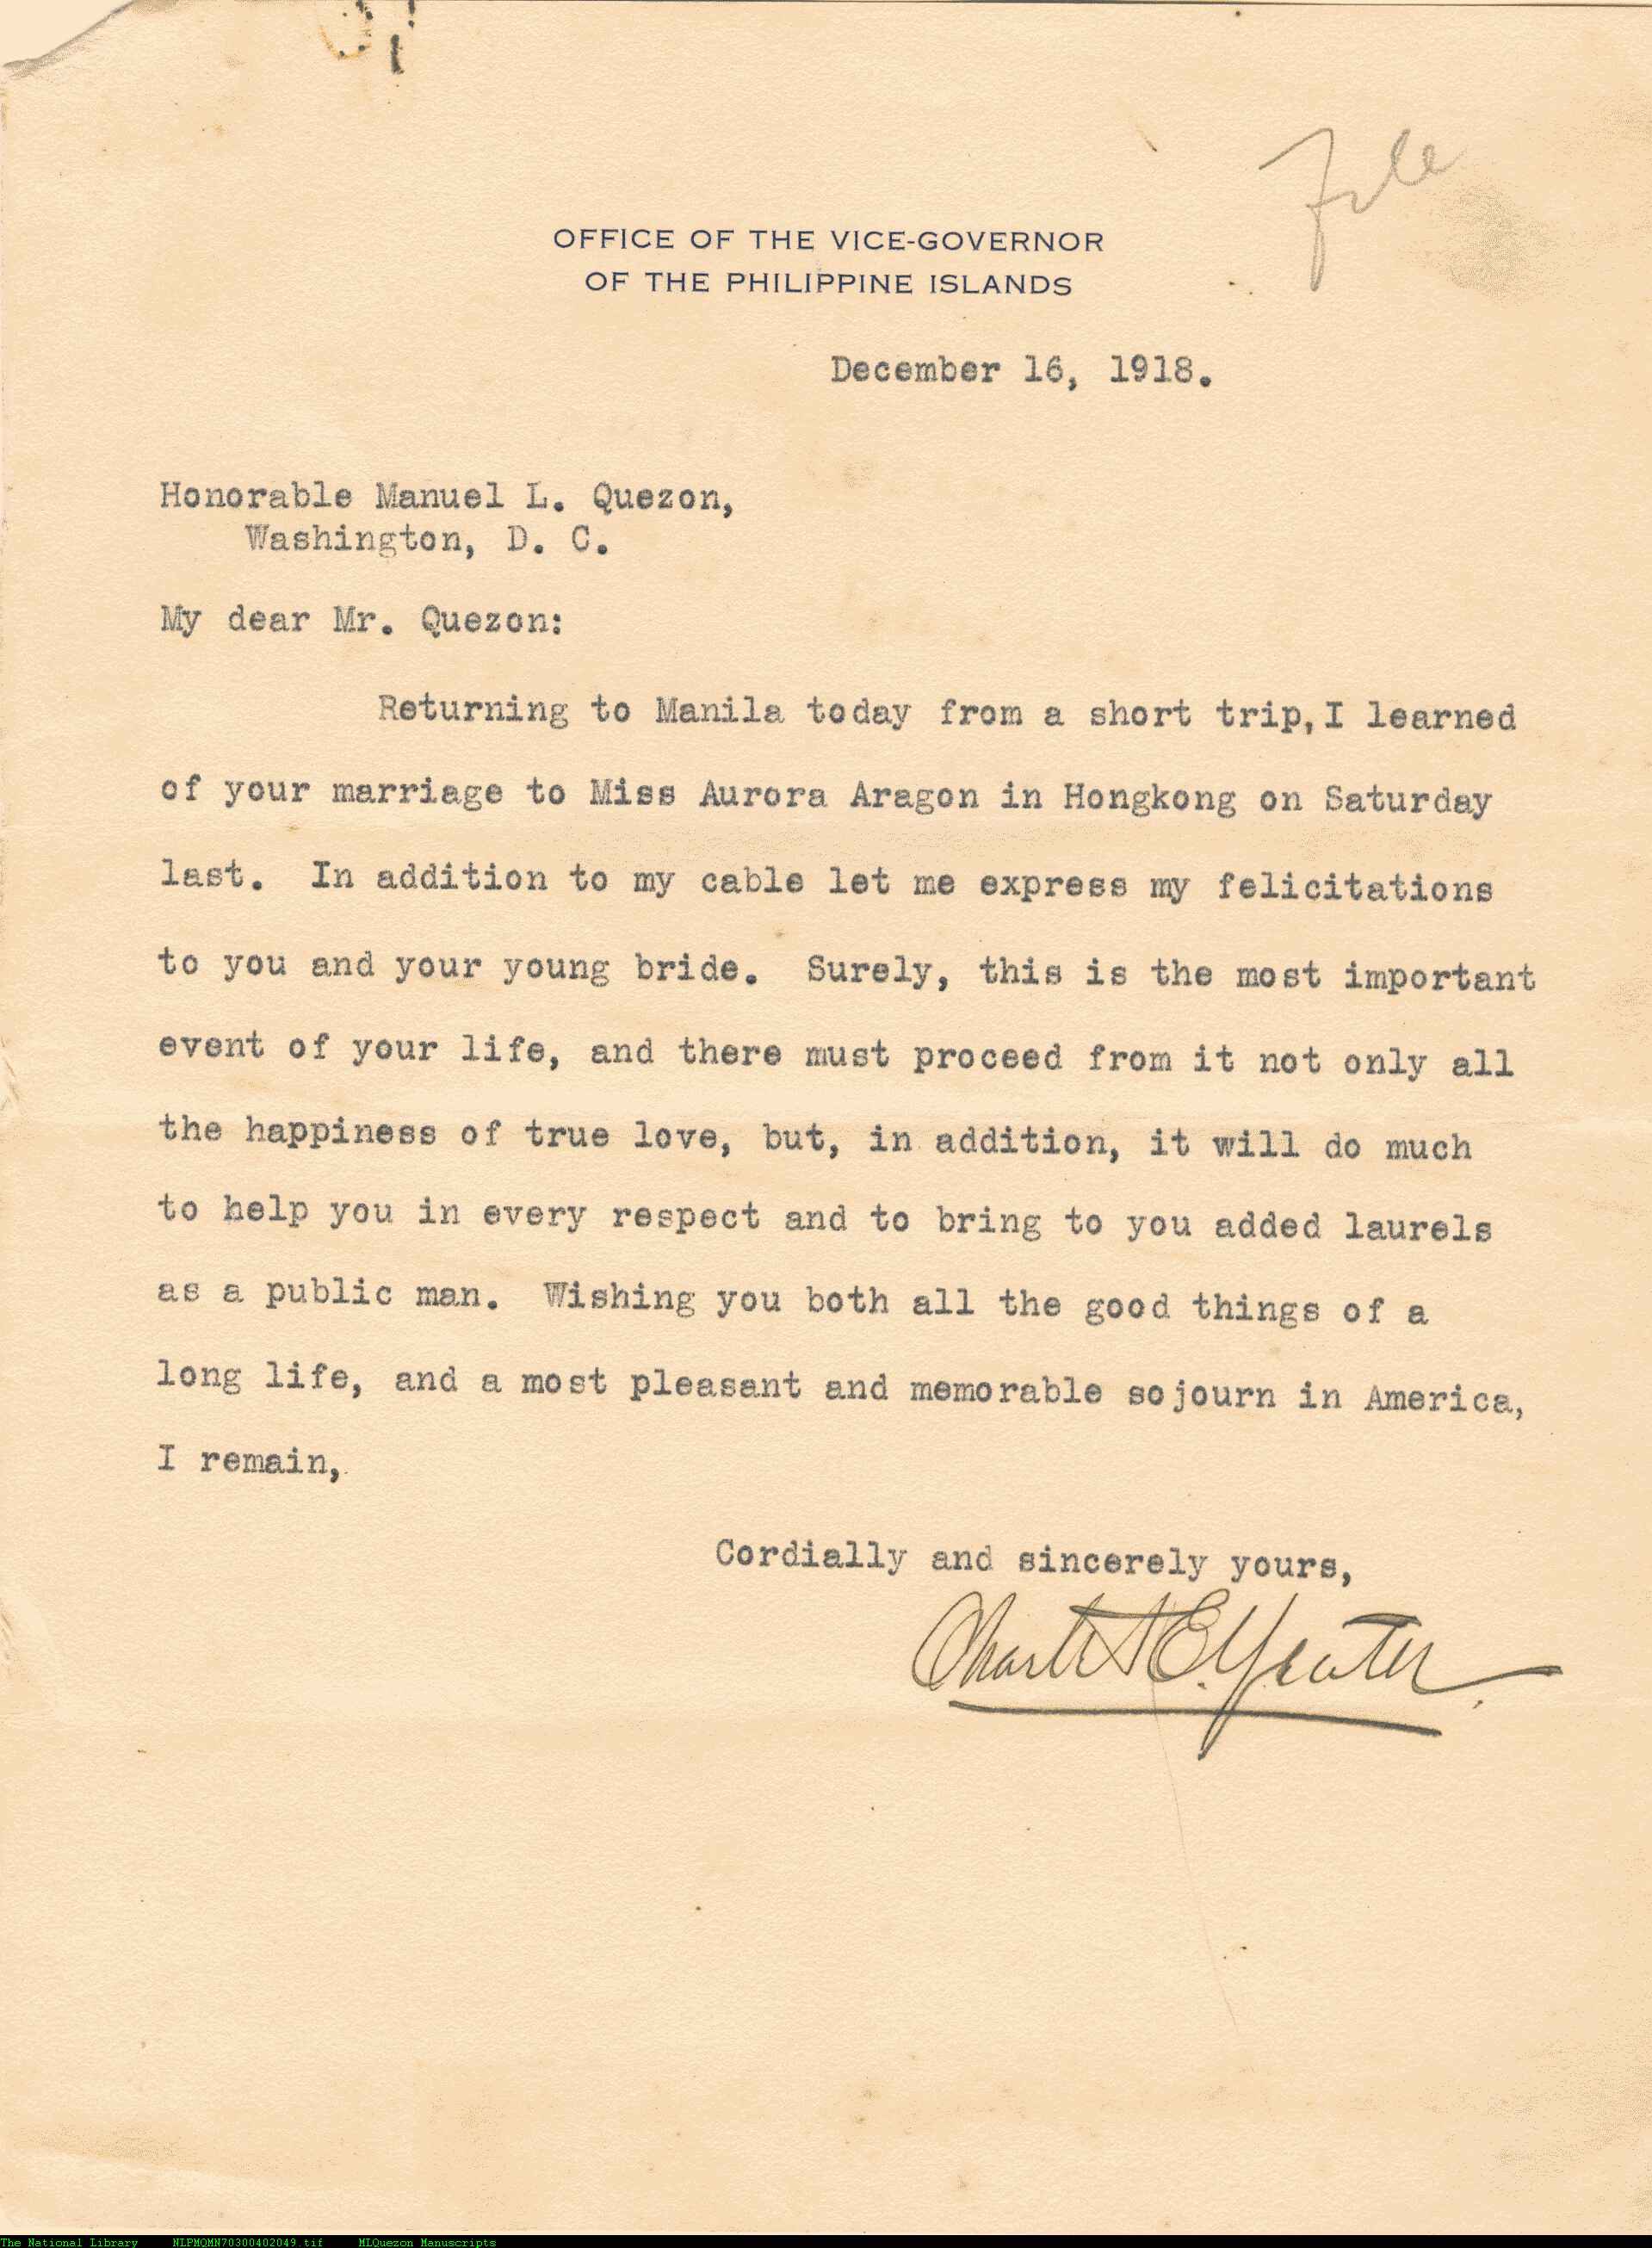 File
OFFICE OF THE VICE-GOVERNOR
OF THE PHILIPPINE ISLANDS
December 16, 1918.
Honorable Manuel L. Quezon,
Washington, D. C.
My dear Mr. Quezon:
Returning to Manila today from a short trip, I learned
of your marriage to Miss Aurora Aragon in Hongkong on Saturday
last. In addition to my cable let me express my felicitations
to you and your young bride. Surely, this is the most important
event of your life, and there must proceed from it not only all
the happiness of true love, but, in addition, it will do much
to help you in every respect and to bring to you added laurels
as a public man. Wishing you both all the good things of a
long life, and a most pleasant and memorable sojourn in America,
I remain,
Cordially and sincerely yours,
Charles E. Yeater
The National Library NLPMQMN70300402049.tif MLQuezon Manuscripts